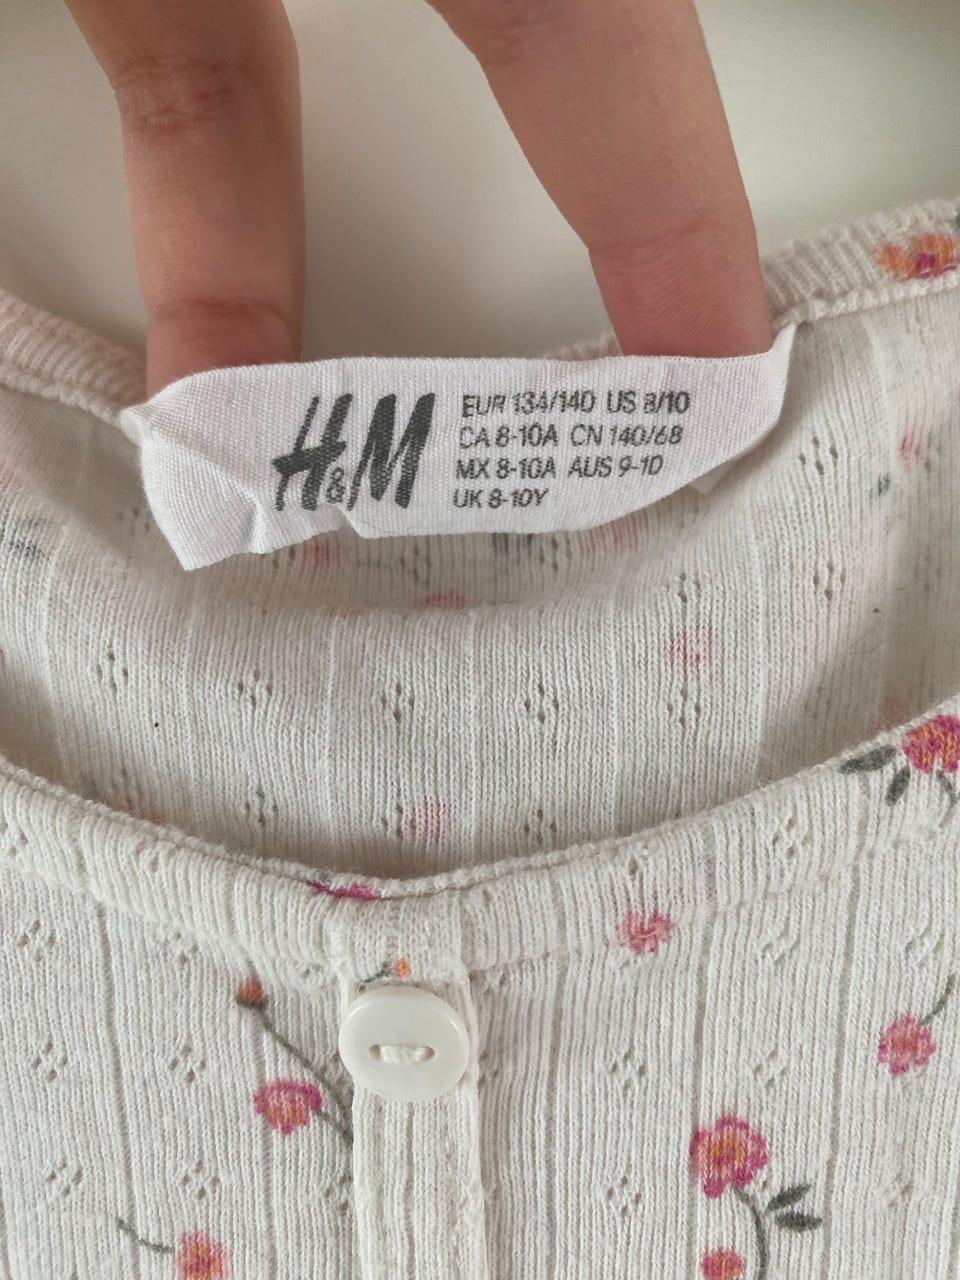 H&M
EUR 134/140 US 8/10
CA 8-10A CN 140/68
MX 8-10A AUS 9-10
UK 8-10Y